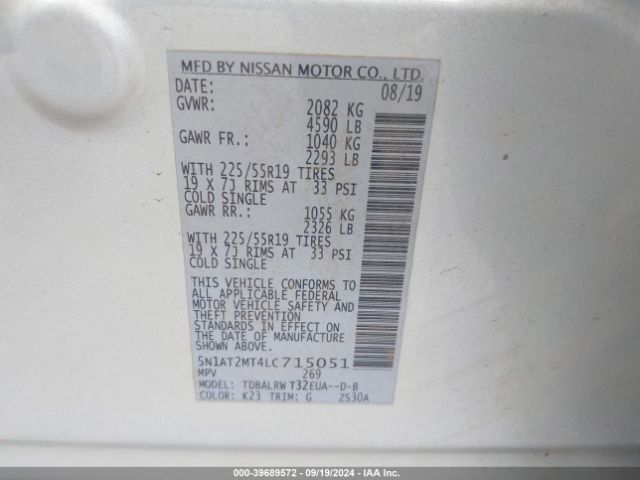 MFD BY NISSAN MOTOR CO., LTD.
DATE: 08/19
GVWR: 2082 KG
4590 LB
GAWR FR.: 1040 KG
2293 LB
WITH 225/55R19 TIRES
19 X 7J RIMS AT 33 PSI
COLD SINGLE
GAWR RR.: 1055 KG
2326 LB
WITH 225/55R19 TIRES
19 X 7J RIMS AT 33 PSI
COLD SINGLE
THIS VEHICLE CONFORMS TO
ALL APPLICABLE FEDERAL
MOTOR VEHICLE SAFETY AND
THEFT PREVENTION
STANDARDS IN EFFECT ON
THE DATE OF MANUFACTURE
SHOWN ABOVE.
5N1AT2MT4LC715051
MPV 269
MODEL: TDBALRW T32EUA--D-B
COLOR: K23 TRIM: G ZS30A
000-39689572 - 09/19/2024 - IAA Inc.